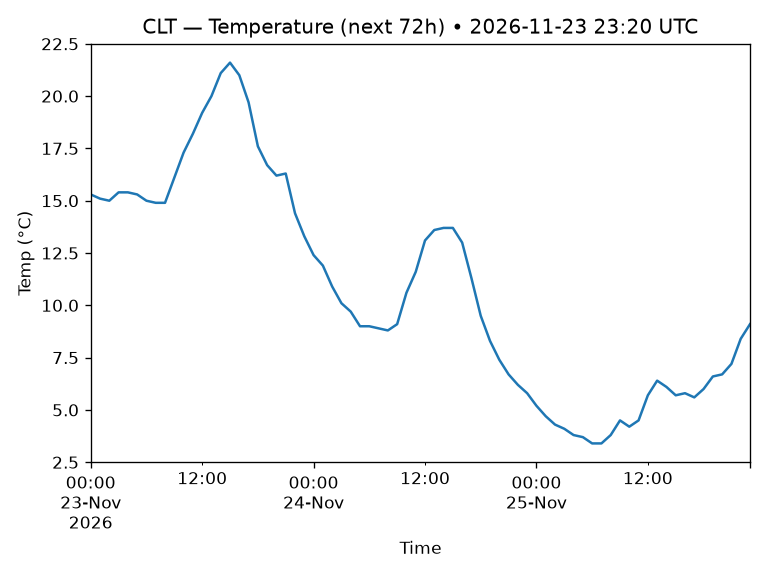 CLT — Temperature (next 72h) • 2026-11-23 23:20 UTC
22.5
20.0
17.5
15.0
12.5
10.0
7.5
5.0
2.5
Temp (°C)
00:00 12:00 00:00 12:00 00:00 12:00
23-Nov 24-Nov 25-Nov
2026
Time